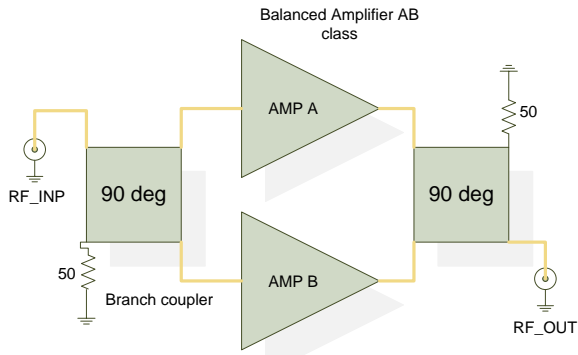 Balanced Amplifier AB
class
AMP A
50
90 deg
90 deg
RF_INP
50
Branch coupler
AMP B
RF_OUT